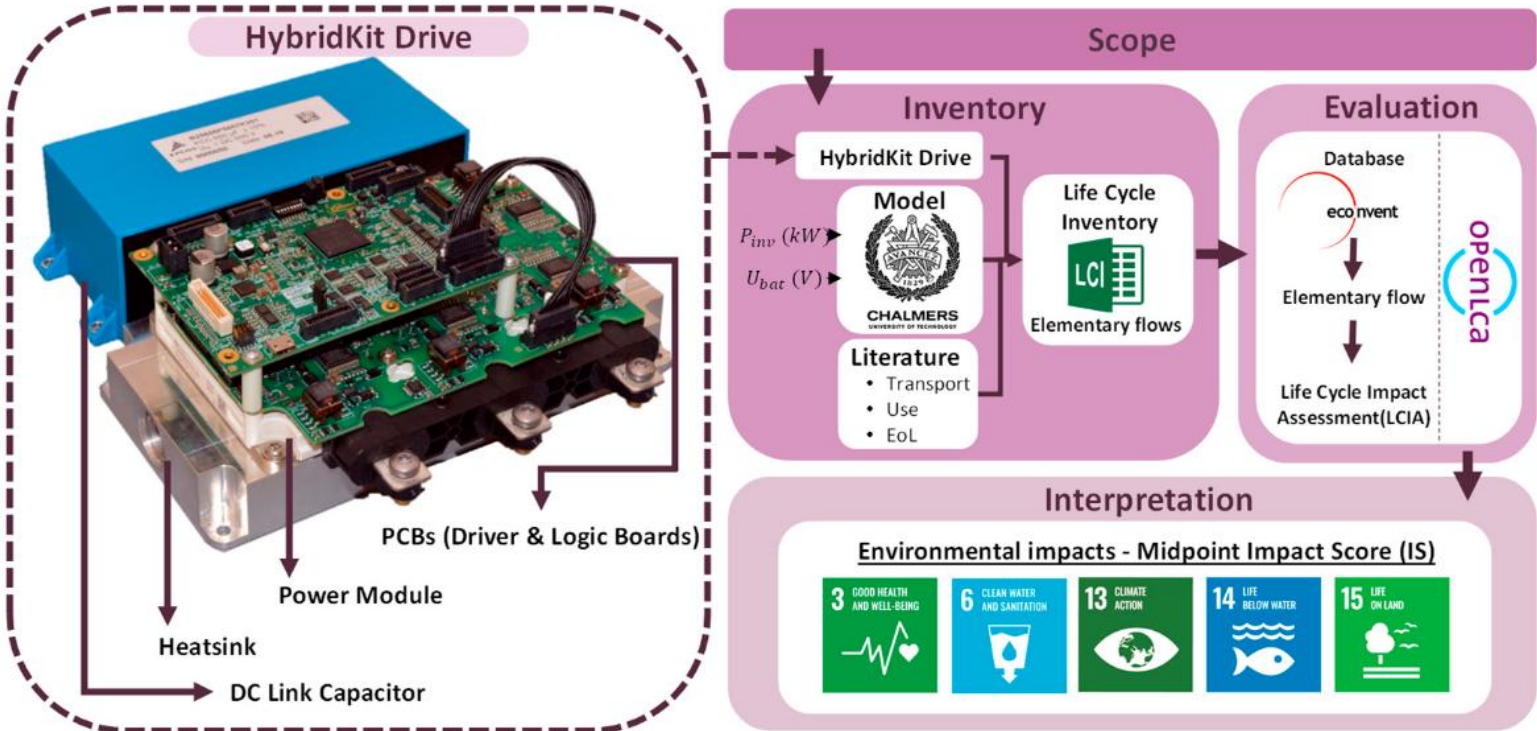 HybridKit Drive
PCBs (Driver & Logic Boards)
Power Module
Heatsink
DC Link Capacitor
Scope
Inventory
HybridKit Drive
Model
P_inv (kW)
U_bat (V)
AVANCEZ
1829
CHALMERS
UNIVERSITY OF TECHNOLOGY
Literature
• Transport
• Use
• EoL
Life Cycle
Inventory
LCI
Elementary flows
Evaluation
Database
ecoinvent
Elementary flow
Life Cycle Impact
Assessment(LCIA)
openLCa
Interpretation
Environmental impacts - Midpoint Impact Score (IS)
3 GOOD HEALTH
AND WELL-BEING
6 CLEAN WATER
AND SANITATION
13 CLIMATE
ACTION
14 LIFE
BELOW WATER
15 LIFE
ON LAND